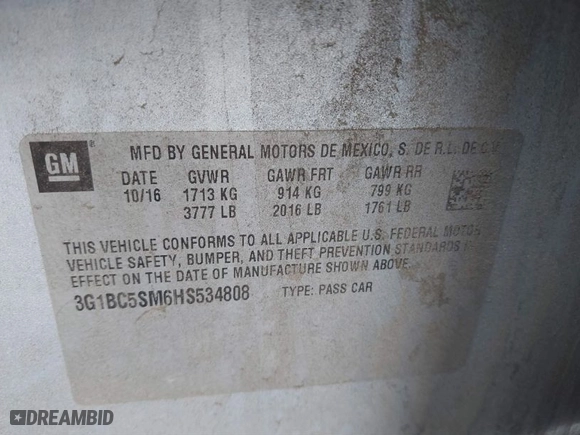 GM
MFD BY GENERAL MOTORS DE MEXICO, S. DE R.L. DE C.V.
DATE GVWR GAWR FRT GAWR RR
10/16 1713 KG 914 KG 799 KG
3777 LB 2016 LB 1761 LB
THIS VEHICLE CONFORMS TO ALL APPLICABLE U.S. FEDERAL MOTOR
VEHICLE SAFETY, BUMPER, AND THEFT PREVENTION STANDARDS I
EFFECT ON THE DATE OF MANUFACTURE SHOWN ABOVE.
3G1BC5SM6HS534808 TYPE: PASS CAR
DREAMBID